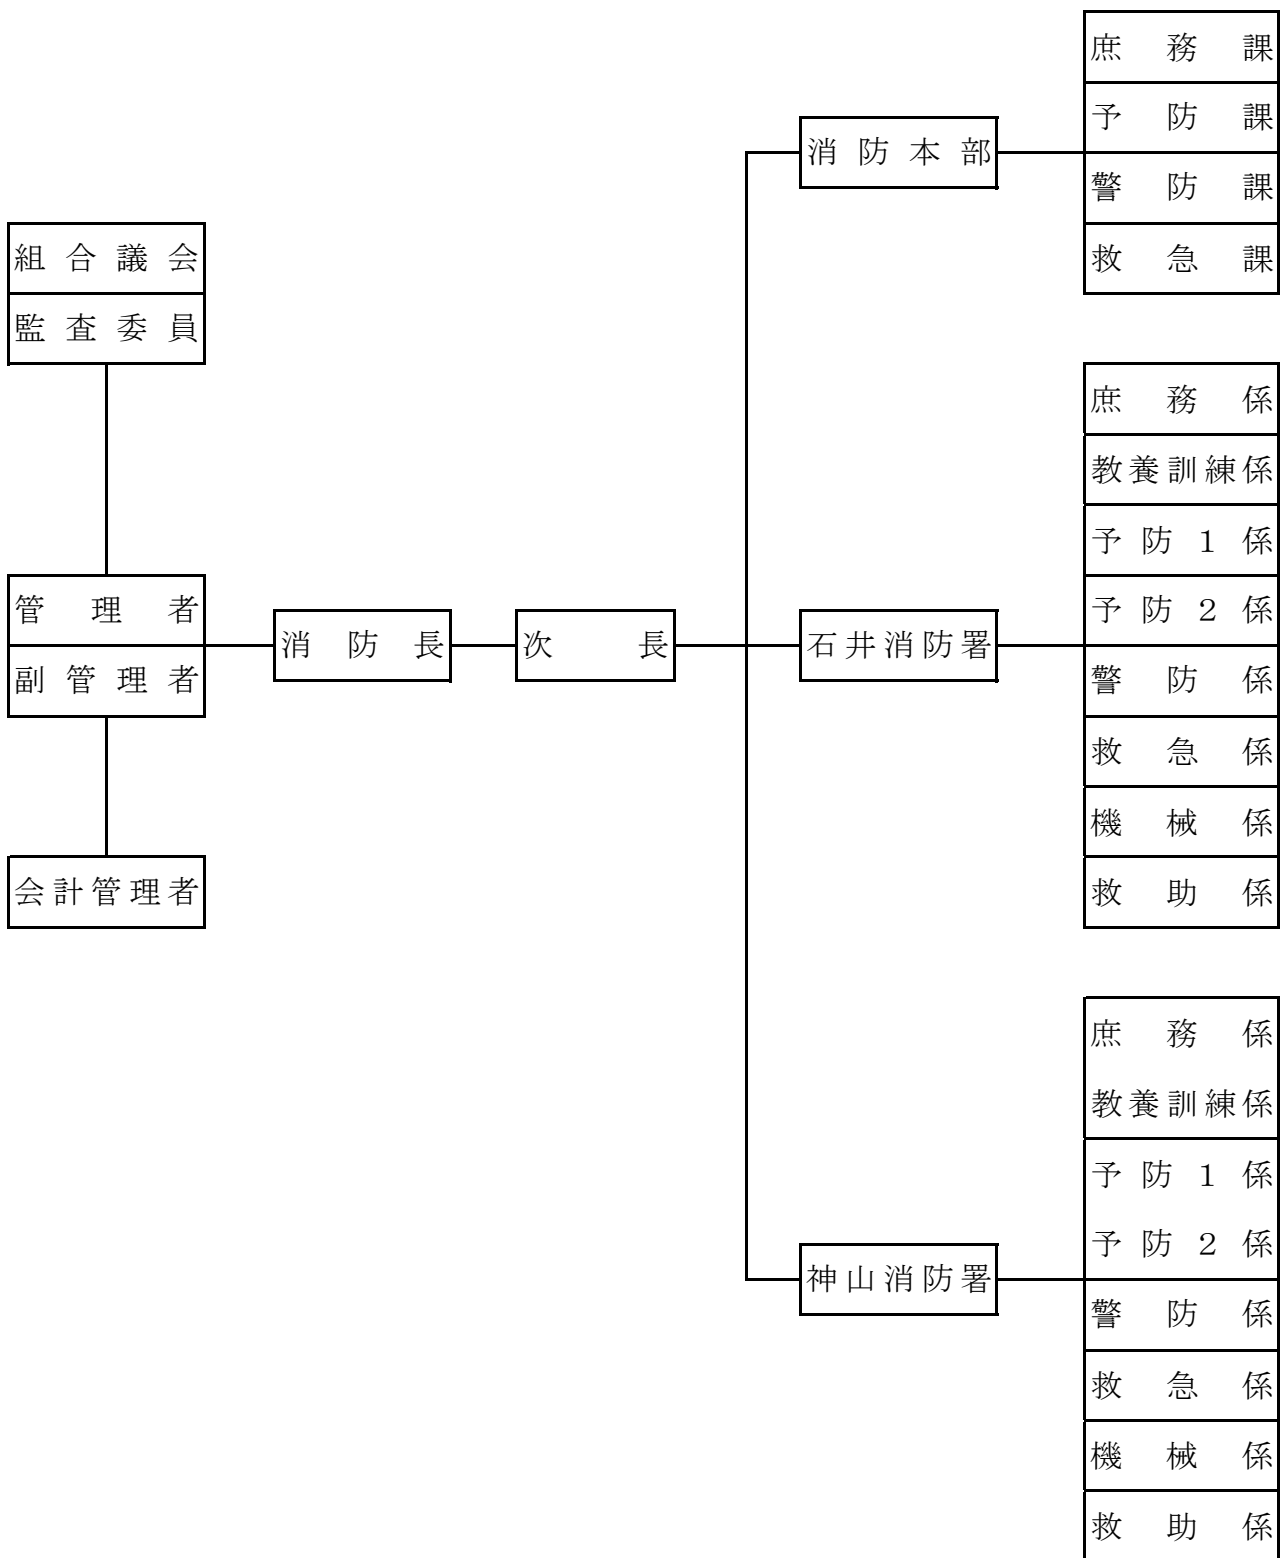 組合議会
監査委員
管理者
副管理者
会計管理者
消防長
次長
消防本部
庶務課
予防課
警防課
救急課
石井消防署
庶務係
教養訓練係
予防1係
予防2係
警防係
救急係
機械係
救助係
神山消防署
庶務係
教養訓練係
予防1係
予防2係
警防係
救急係
機械係
救助係